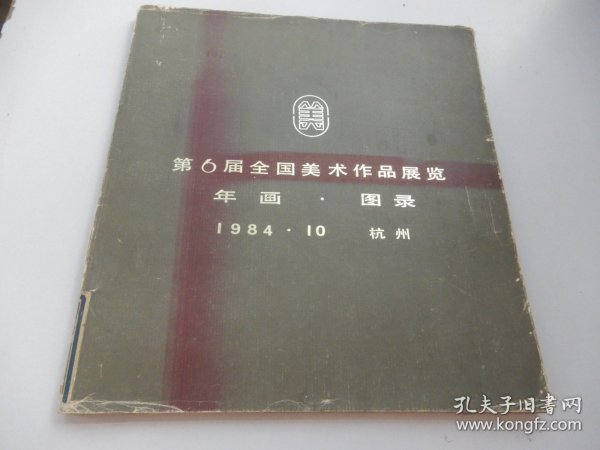 美
第6届全国美术作品展览
年画·图录
1984·10 杭州
孔夫子旧书网
www.kongfz.com